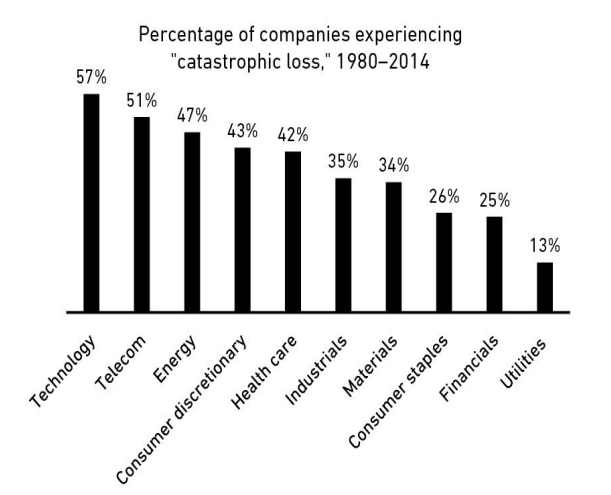 Percentage of companies experiencing
"catastrophic loss," 1980–2014
57%
51%
47%
43%
42%
35%
34%
26%
25%
13%
Technology
Telecom
Energy
Consumer discretionary
Health care
Industrials
Materials
Consumer staples
Financials
Utilities